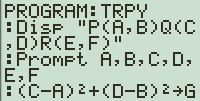 PROGRAM:TRPY
:Disp "P(A,B)Q(C
,D)R(E,F)"
:Prompt A,B,C,D,
E,F
:(C-A)²+(D-B)²→G